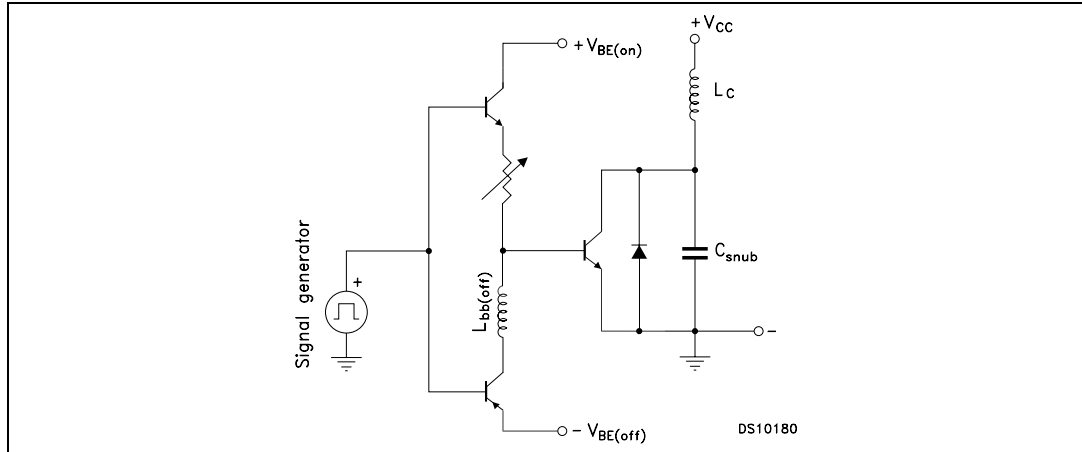 +VCC
+VBE(on)
LC
Signal generator
+
Lbb(off)
Csnub
-
- VBE(off)
DS10180